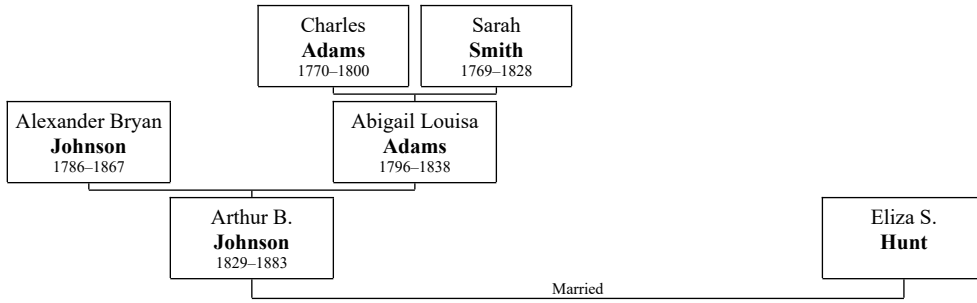 Charles
Adams
1770–1800
Sarah
Smith
1769–1828
Alexander Bryan
Johnson
1786–1867
Abigail Louisa
Adams
1796–1838
Arthur B.
Johnson
1829–1883
Eliza S.
Hunt
Married